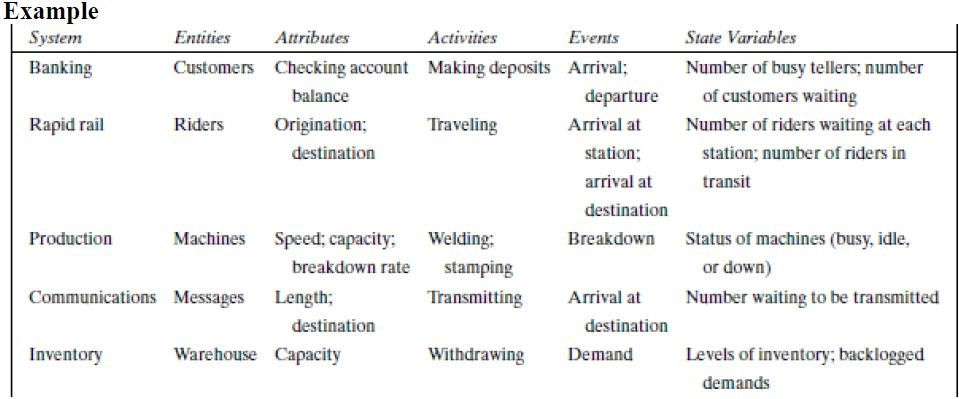 Example
System Entities Attributes Activities Events State Variables
Banking Customers Checking account Making deposits Arrival; Number of busy tellers; number
balance departure of customers waiting
Rapid rail Riders Origination; Traveling Arrival at Number of riders waiting at each
destination station; station; number of riders in
arrival at transit
destination
Production Machines Speed; capacity; Welding; Breakdown Status of machines (busy, idle,
breakdown rate stamping or down)
Communications Messages Length; Transmitting Arrival at Number waiting to be transmitted
destination destination
Inventory Warehouse Capacity Withdrawing Demand Levels of inventory; backlogged
demands